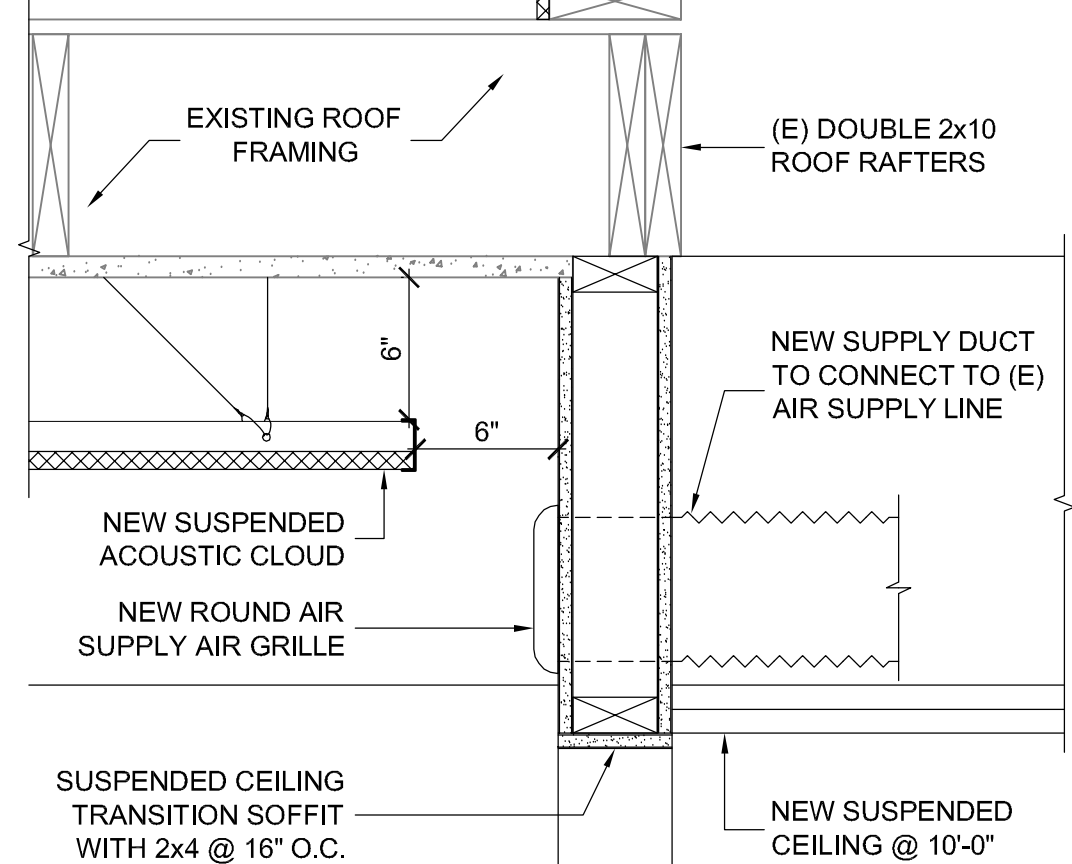 EXISTING ROOF
FRAMING
(E) DOUBLE 2x10
ROOF RAFTERS
6"
6"
NEW SUPPLY DUCT
TO CONNECT TO (E)
AIR SUPPLY LINE
NEW SUSPENDED
ACOUSTIC CLOUD
NEW ROUND AIR
SUPPLY AIR GRILLE
SUSPENDED CEILING
TRANSITION SOFFIT
WITH 2x4 @ 16" O.C.
NEW SUSPENDED
CEILING @ 10'-0"